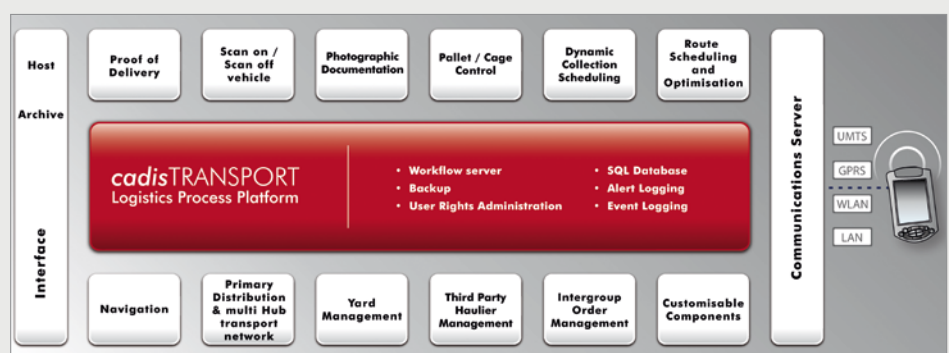 Host
Archive
Interface
Proof of
Delivery
Scan on /
Scan off
vehicle
Photographic
Documentation
Pallet / Cage
Control
Dynamic
Collection
Scheduling
Route
Scheduling
and
Optimisation
cadisTRANSPORT
Logistics Process Platform
• Workflow server
• Backup
• User Rights Administration
• SQL Database
• Alert Logging
• Event Logging
Navigation
Primary
Distribution
& multi Hub
transport
network
Yard
Management
Third Party
Haulier
Management
Intergroup
Order
Management
Customisable
Components
Communications Server
UMTS
GPRS
WLAN
LAN